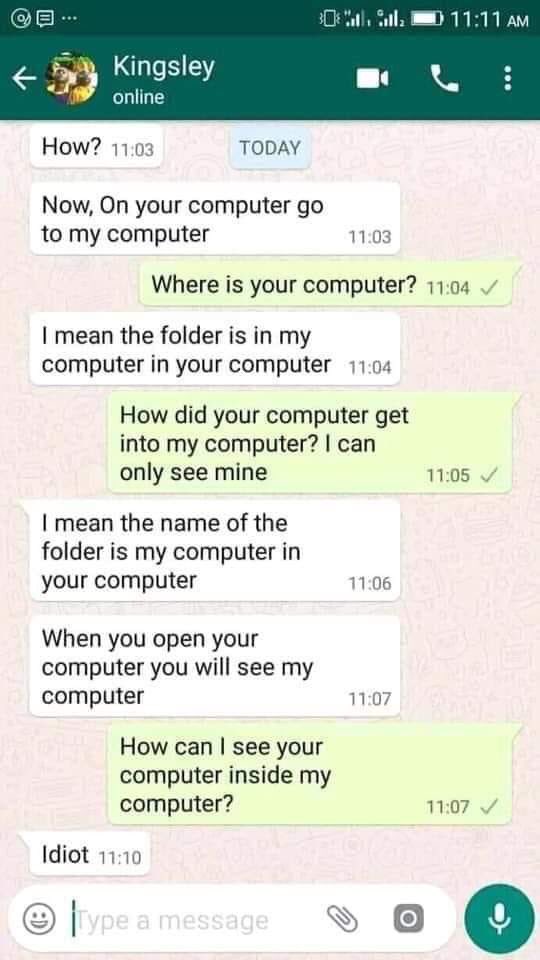 11:11 AM
Kingsley
online
How? 11:03
TODAY
Now, On your computer go
to my computer 11:03
Where is your computer? 11:04
I mean the folder is in my
computer in your computer 11:04
How did your computer get
into my computer? I can
only see mine 11:05
I mean the name of the
folder is my computer in
your computer 11:06
When you open your
computer you will see my
computer 11:07
How can I see your
computer inside my
computer? 11:07
Idiot 11:10
Type a message